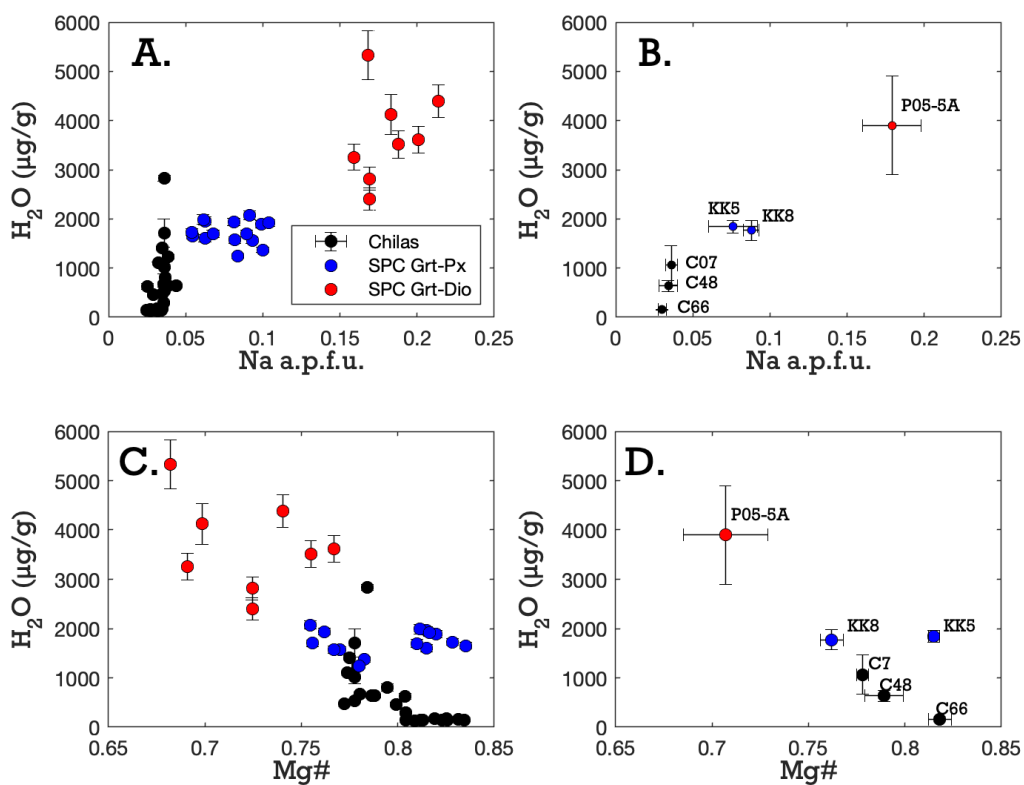 A.
6000
5000
4000
3000
2000
1000
0
H2O (µg/g)
0 0.05 0.1 0.15 0.2 0.25
Na a.p.f.u.
Chilas
SPC Grt-Px
SPC Grt-Dio
B.
6000
5000
4000
3000
2000
1000
0
H2O (µg/g)
P05-5A
KK5
KK8
C07
C48
C66
0 0.05 0.1 0.15 0.2 0.25
Na a.p.f.u.
C.
6000
5000
4000
3000
2000
1000
0
H2O (µg/g)
0.65 0.7 0.75 0.8 0.85
Mg#
D.
6000
5000
4000
3000
2000
1000
0
H2O (µg/g)
P05-5A
KK8
KK5
C7
C48
C66
0.65 0.7 0.75 0.8 0.85
Mg#